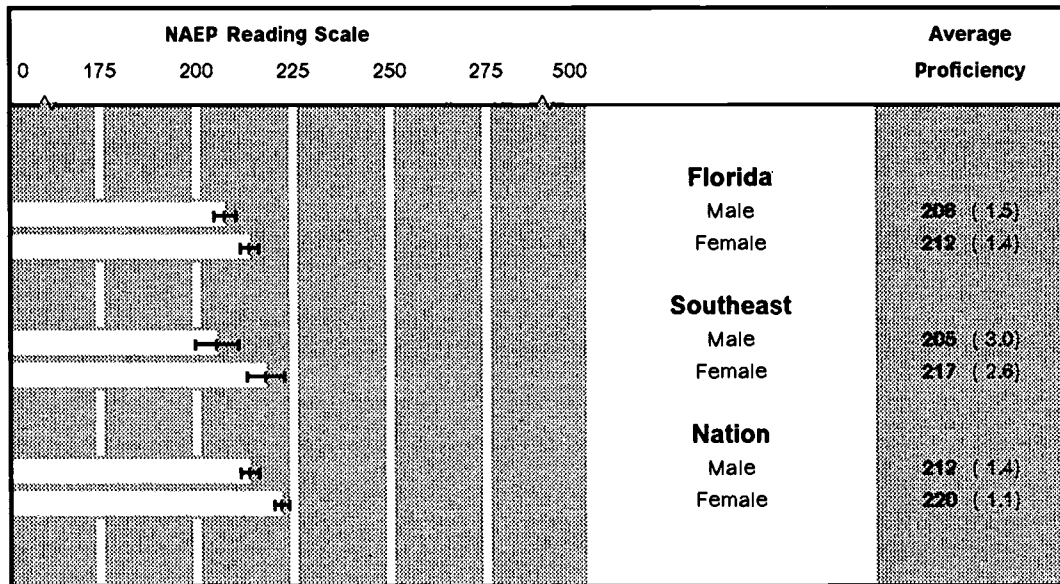 NAEP Reading Scale
Average
0 175 200 225 250 275 500
Proficiency
Florida
Male ( 1.5)
Female 212 ( 1.4)
Southeast
Male 205 ( 3.0)
Female 217 ( 2.6)
Nation
Male 212 ( 1.4)
Female 220 ( 1.1)